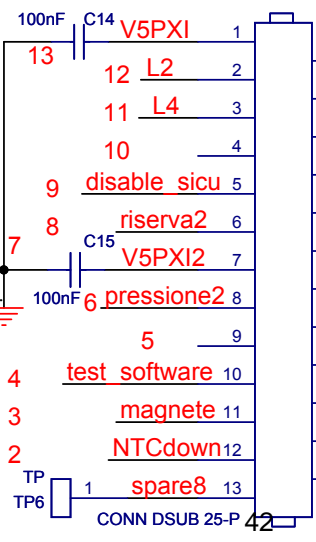 100nF C14 V5PXI 1
13
12 L2 2
11 L4 3
10 4
9 disable_sicu 5
8 riserva2 6
7 C15 V5PXI2 7
100nF 6 pressione2 8
5 9
4 test_software 10
3 magnete 11
2 NTCdown 12
TP
TP6 1 spare8 13
CONN DSUB 25-P 42